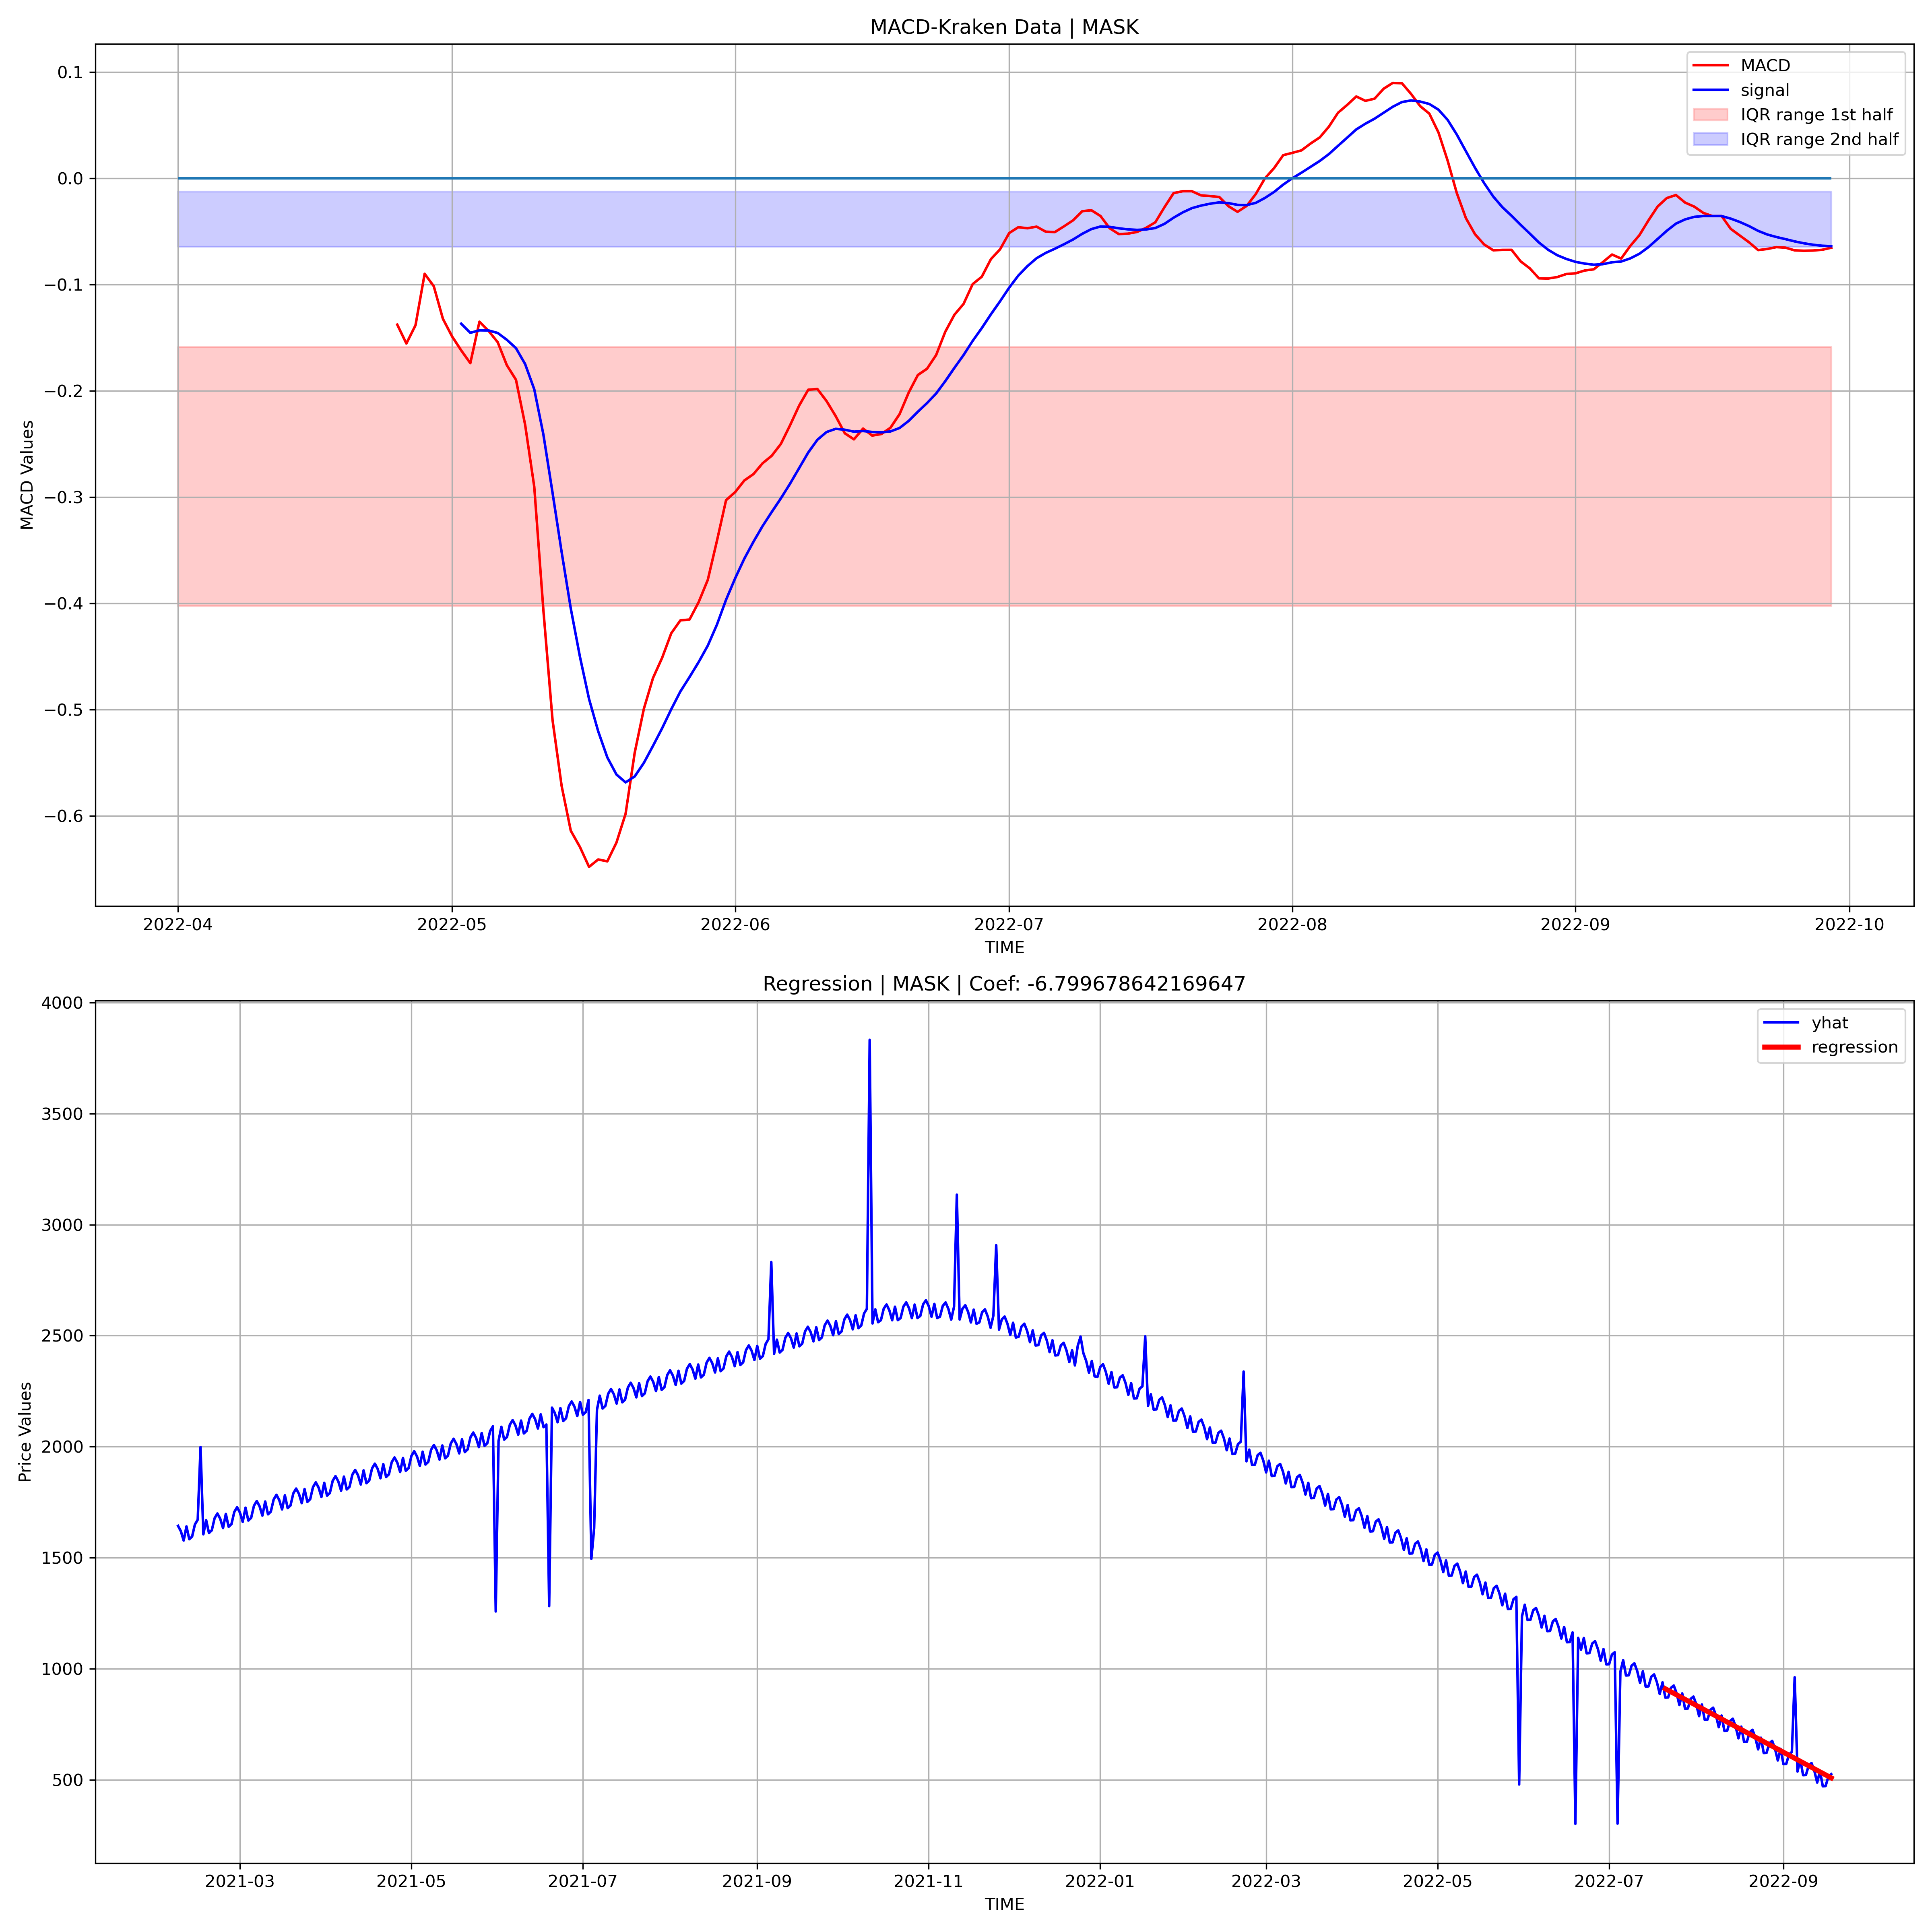 MACD-Kraken Data | MASK
MACD
signal
IQR range 1st half
IQR range 2nd half
0.1
0.0
−0.1
−0.2
−0.3
−0.4
−0.5
−0.6
MACD Values
2022-04 2022-05 2022-06 2022-07 2022-08 2022-09 2022-10
TIME
Regression | MASK | Coef: -6.799678642169647
yhat
regression
4000
3500
3000
2500
2000
1500
1000
500
Price Values
2021-03 2021-05 2021-07 2021-09 2021-11 2022-01 2022-03 2022-05 2022-07 2022-09
TIME